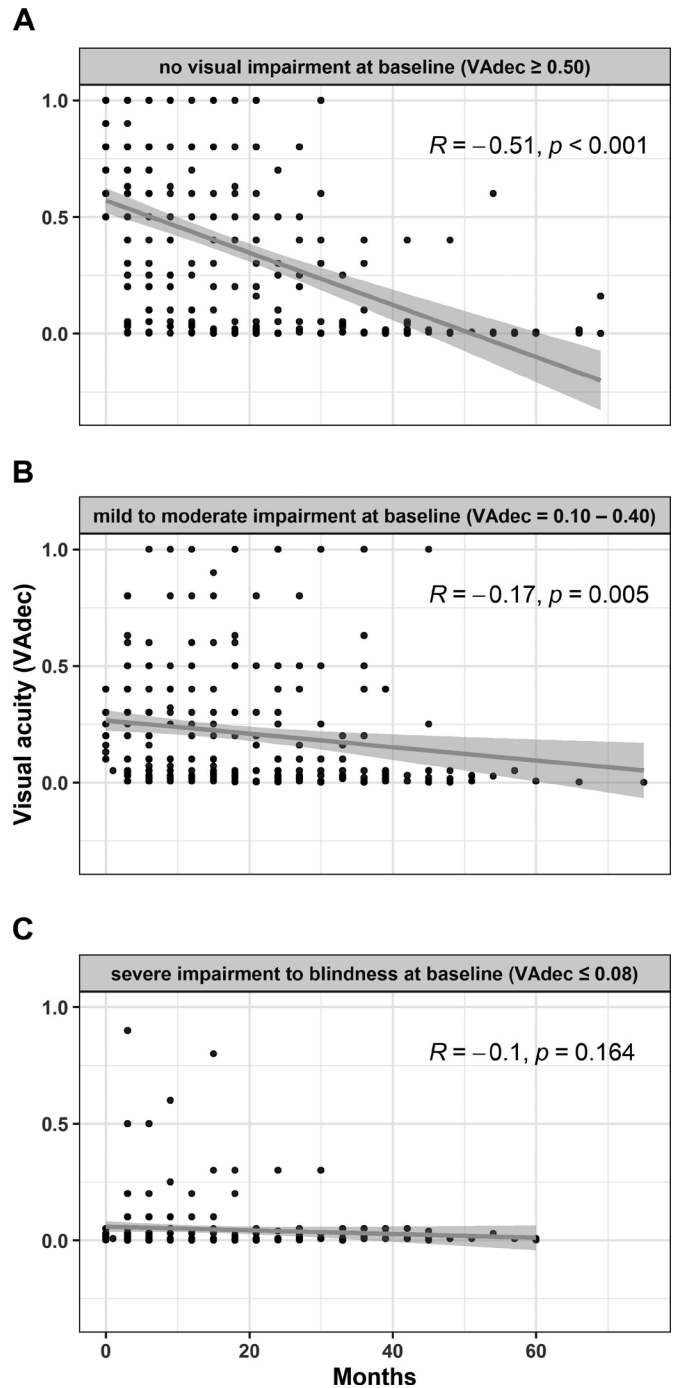 A
no visual impairment at baseline (VAdec ≥ 0.50)
R = −0.51, p < 0.001
1.0
0.5
0.0
B
mild to moderate impairment at baseline (VAdec = 0.10 – 0.40)
R = −0.17, p = 0.005
1.0
0.5
0.0
Visual acuity (VAdec)
C
severe impairment to blindness at baseline (VAdec ≤ 0.08)
R = −0.1, p = 0.164
1.0
0.5
0.0
0 20 40 60
Months